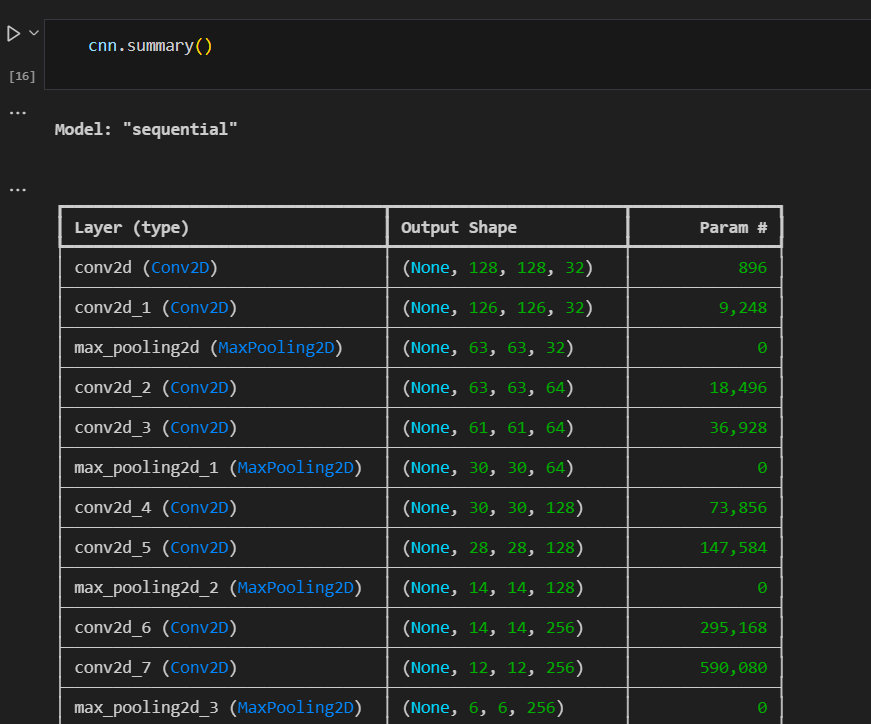 cnn.summary()
[16]
...
Model: "sequential"
...
Layer (type) Output Shape Param #
conv2d (Conv2D) (None, 128, 128, 32) 896
conv2d_1 (Conv2D) (None, 126, 126, 32) 9,248
max_pooling2d (MaxPooling2D) (None, 63, 63, 32) 0
conv2d_2 (Conv2D) (None, 63, 63, 64) 18,496
conv2d_3 (Conv2D) (None, 61, 61, 64) 36,928
max_pooling2d_1 (MaxPooling2D) (None, 30, 30, 64) 0
conv2d_4 (Conv2D) (None, 30, 30, 128) 73,856
conv2d_5 (Conv2D) (None, 28, 28, 128) 147,584
max_pooling2d_2 (MaxPooling2D) (None, 14, 14, 128) 0
conv2d_6 (Conv2D) (None, 14, 14, 256) 295,168
conv2d_7 (Conv2D) (None, 12, 12, 256) 590,080
max_pooling2d_3 (MaxPooling2D) (None, 6, 6, 256) 0